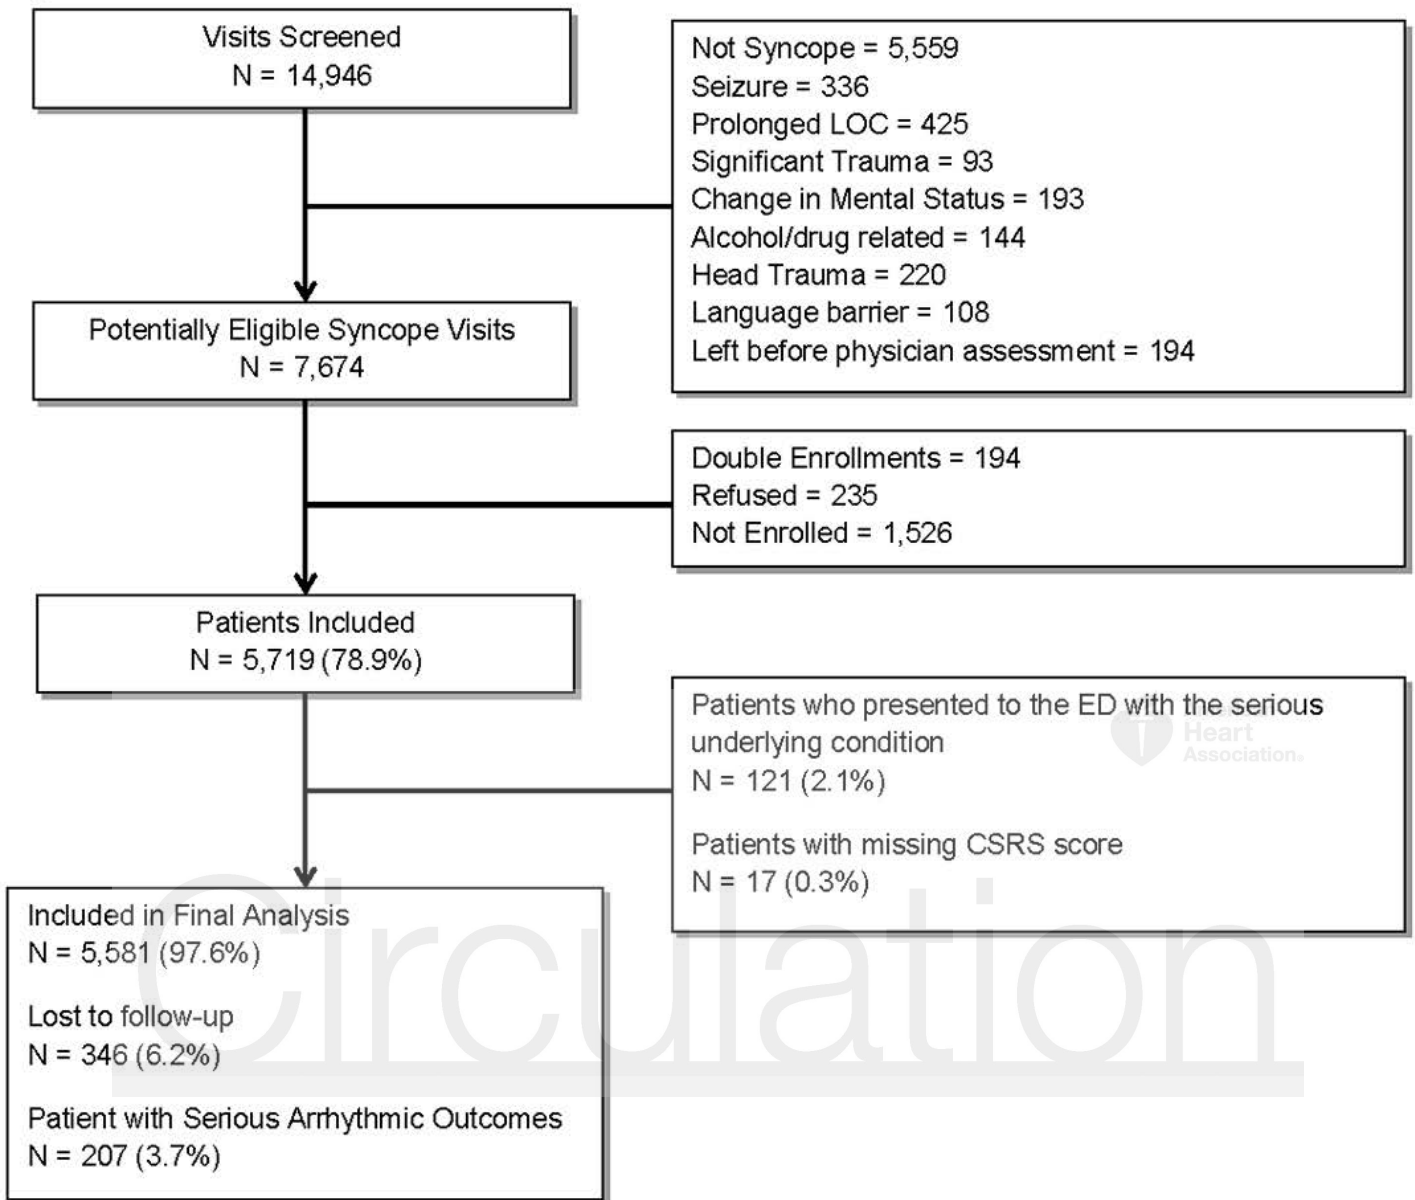 Visits Screened
N = 14,946
Not Syncope = 5,559
Seizure = 336
Prolonged LOC = 425
Significant Trauma = 93
Change in Mental Status = 193
Alcohol/drug related = 144
Head Trauma = 220
Language barrier = 108
Left before physician assessment = 194
Potentially Eligible Syncope Visits
N = 7,674
Double Enrollments = 194
Refused = 235
Not Enrolled = 1,526
Patients Included
N = 5,719 (78.9%)
Patients who presented to the ED with the serious
underlying condition
N = 121 (2.1%)
Patients with missing CSRS score
N = 17 (0.3%)
Heart
Association®
Included in Final Analysis
N = 5,581 (97.6%)
Lost to follow-up
N = 346 (6.2%)
Patient with Serious Arrhythmic Outcomes
N = 207 (3.7%)
Circulation